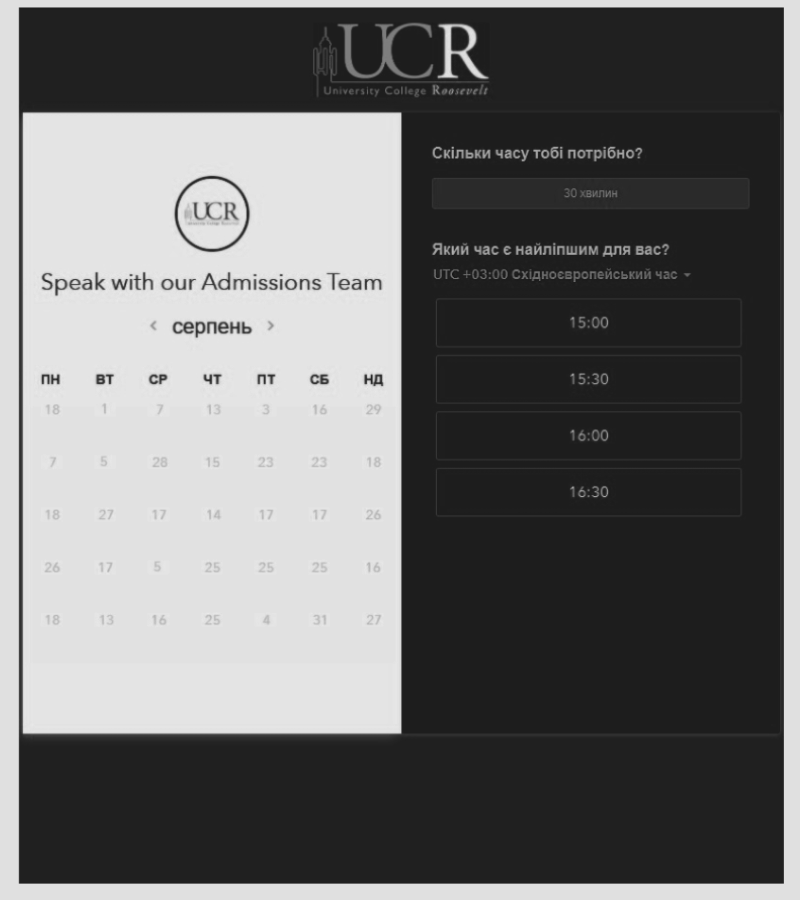 UCR
University College Roosevelt
UCR
Speak with our Admissions Team
серпень
ПН ВТ СР ЧТ ПТ СБ НД
18 1 7 13 3 16 29
7 5 28 15 23 23 18
18 27 17 14 17 17 26
26 17 5 25 25 25 16
18 13 16 25 4 31 27
Скільки часу тобі потрібно?
30 хвилин
Який час є найліпшим для вас?
UTC +03:00 Східноєвропейський час
15:00
15:30
16:00
16:30